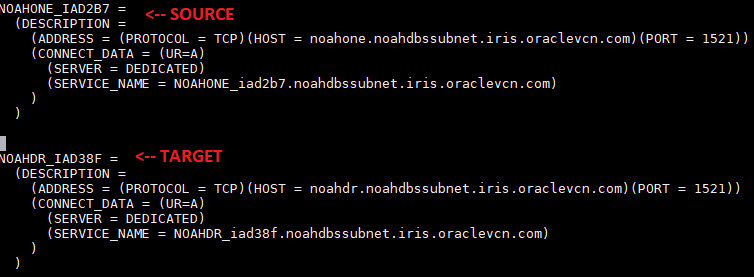 NOAHONE_IAD2B7 = <-- SOURCE
(DESCRIPTION =
(ADDRESS = (PROTOCOL = TCP)(HOST = noahone.noahdbssubnet.iris.oraclevcn.com)(PORT = 1521))
(CONNECT_DATA = (UR=A)
(SERVER = DEDICATED)
(SERVICE_NAME = NOAHONE_iad2b7.noahdbssubnet.iris.oraclevcn.com)
)
)
NOAHDR_IAD38F = <-- TARGET
(DESCRIPTION =
(ADDRESS = (PROTOCOL = TCP)(HOST = noahdr.noahdbssubnet.iris.oraclevcn.com)(PORT = 1521))
(CONNECT_DATA = (UR=A)
(SERVER = DEDICATED)
(SERVICE_NAME = NOAHDR_iad38f.noahdbssubnet.iris.oraclevcn.com)
)
)